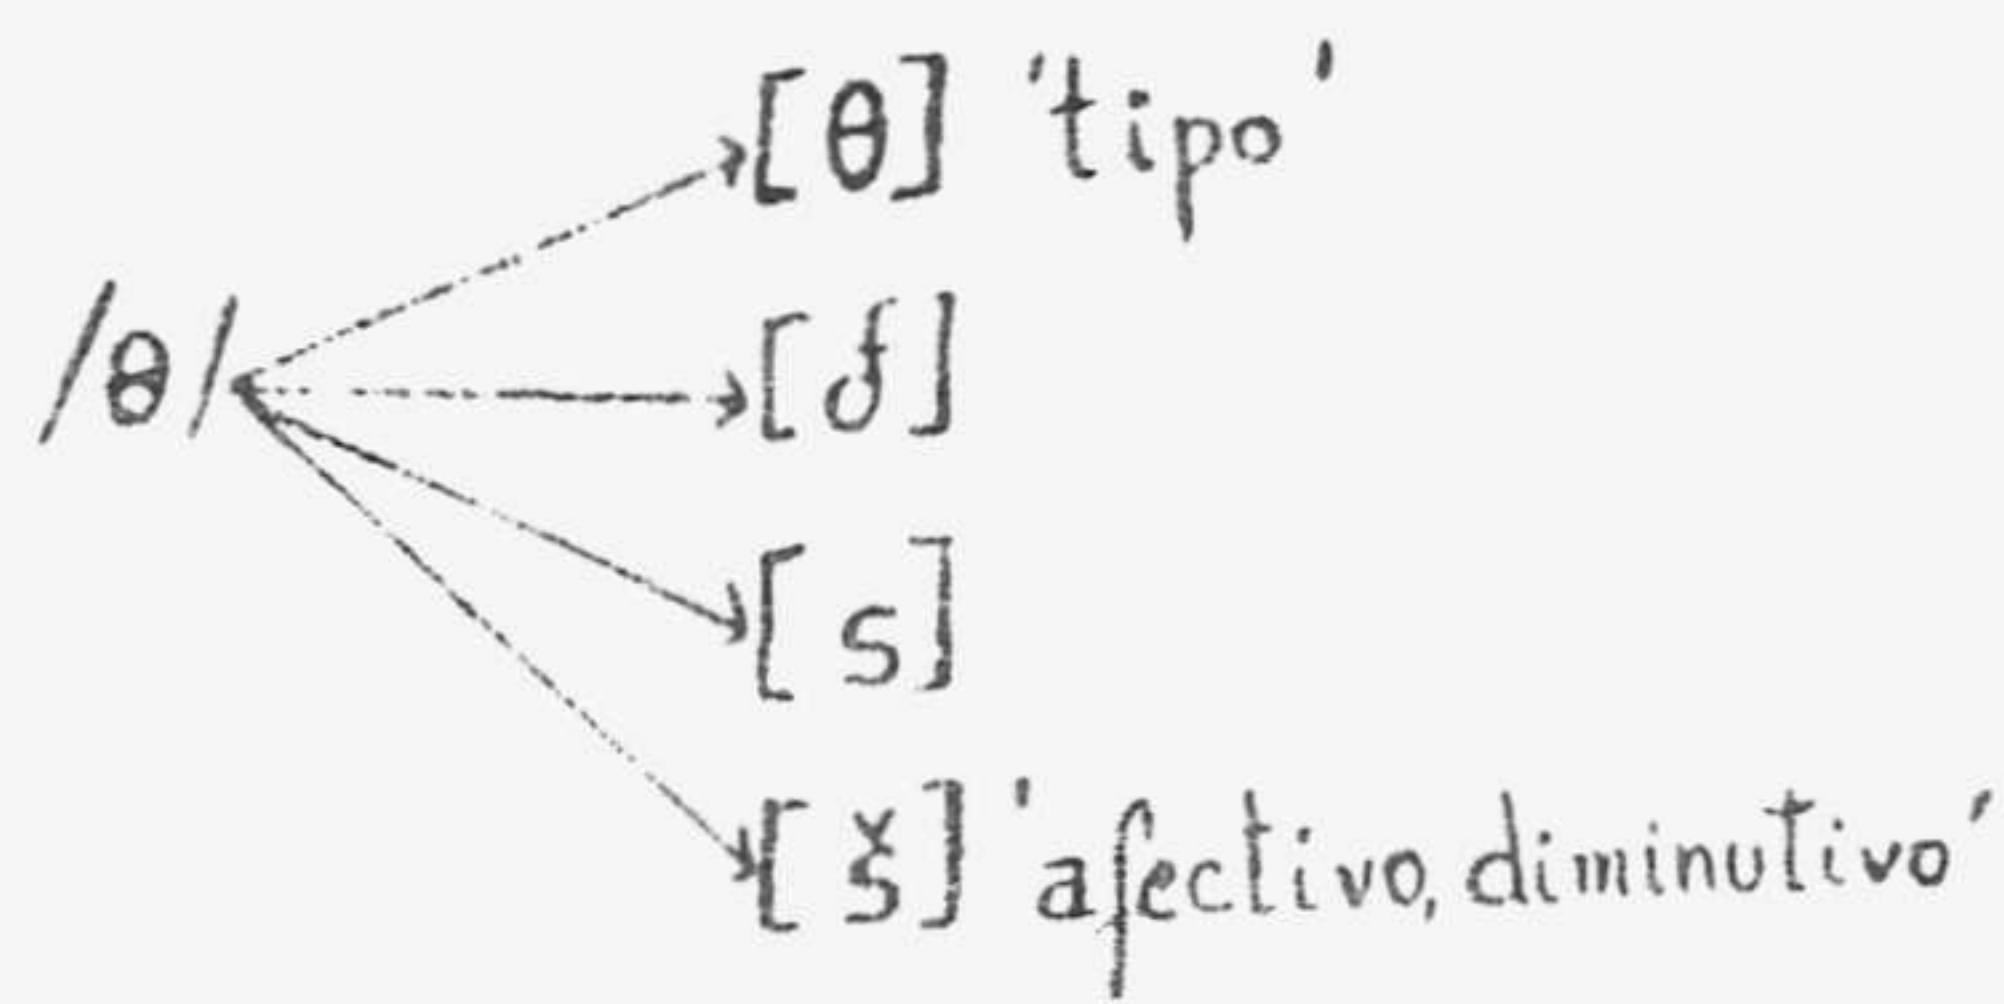 [θ] 'tipo'
/θ/
[đ]
[s]
[š] 'afectivo, diminutivo'